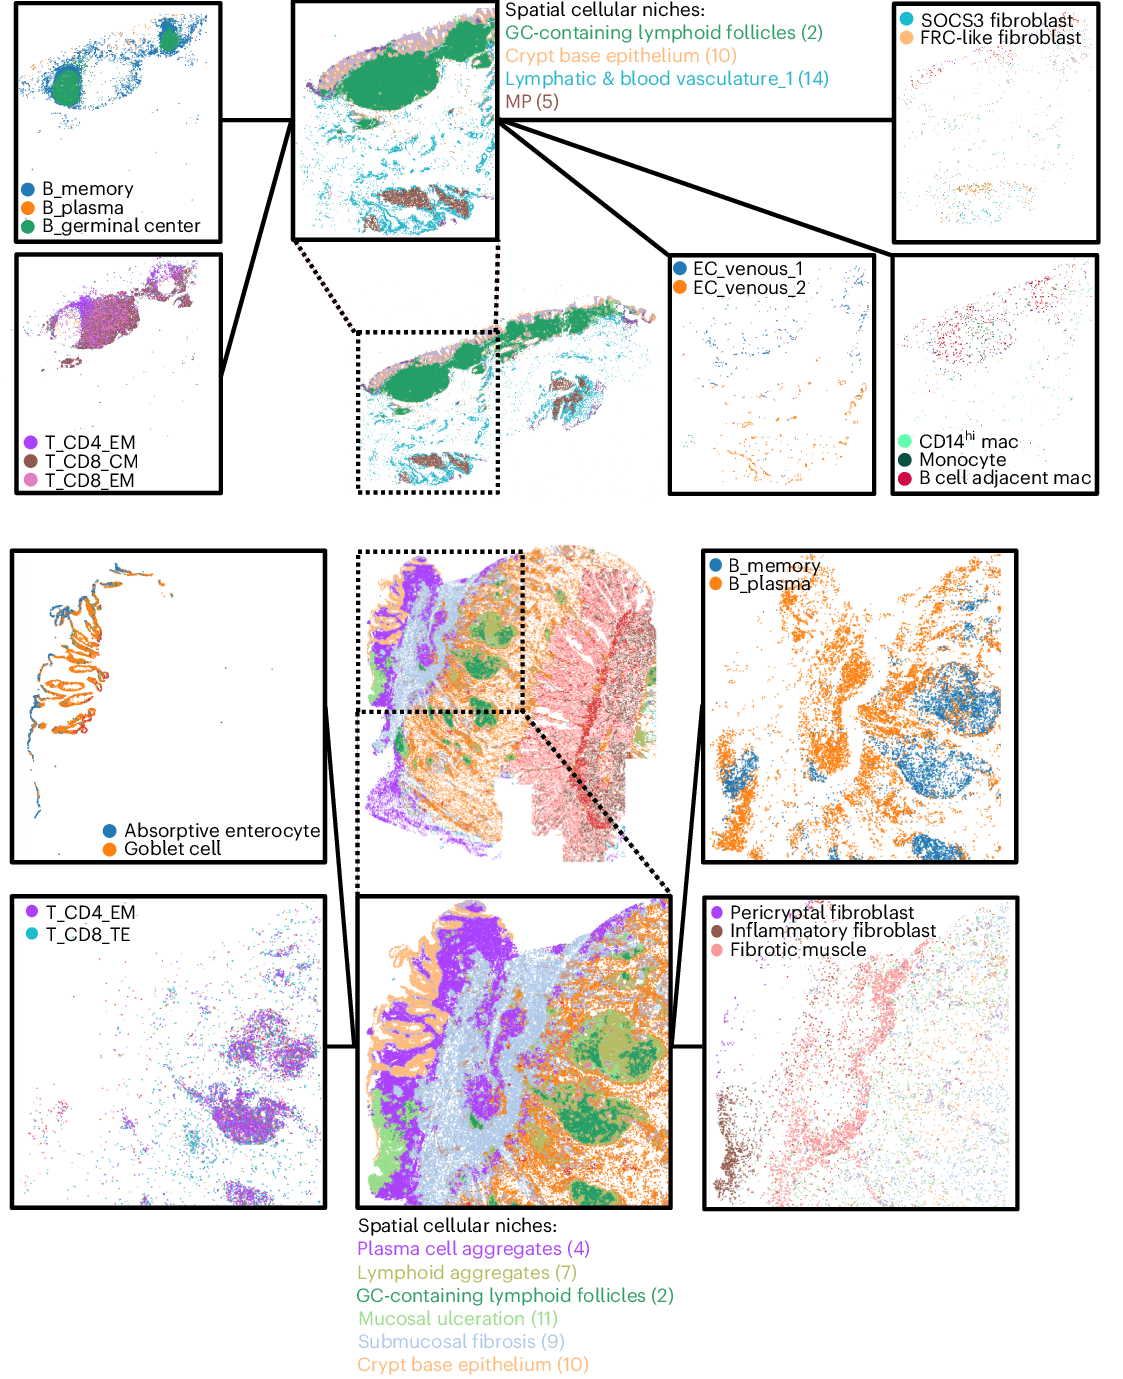 Spatial cellular niches:
GC-containing lymphoid follicles (2)
Crypt base epithelium (10)
Lymphatic & blood vasculature_1 (14)
MP (5)
SOCS3 fibroblast
FRC-like fibroblast
B_memory
B_plasma
B_germinal center
EC_venous_1
EC_venous_2
T_CD4_EM
T_CD8_CM
T_CD8_EM
CD14hi mac
Monocyte
B cell adjacent mac
Absorptive enterocyte
Goblet cell
B_memory
B_plasma
T_CD4_EM
T_CD8_TE
Pericryptal fibroblast
Inflammatory fibroblast
Fibrotic muscle
Spatial cellular niches:
Plasma cell aggregates (4)
Lymphoid aggregates (7)
GC-containing lymphoid follicles (2)
Mucosal ulceration (11)
Submucosal fibrosis (9)
Crypt base epithelium (10)